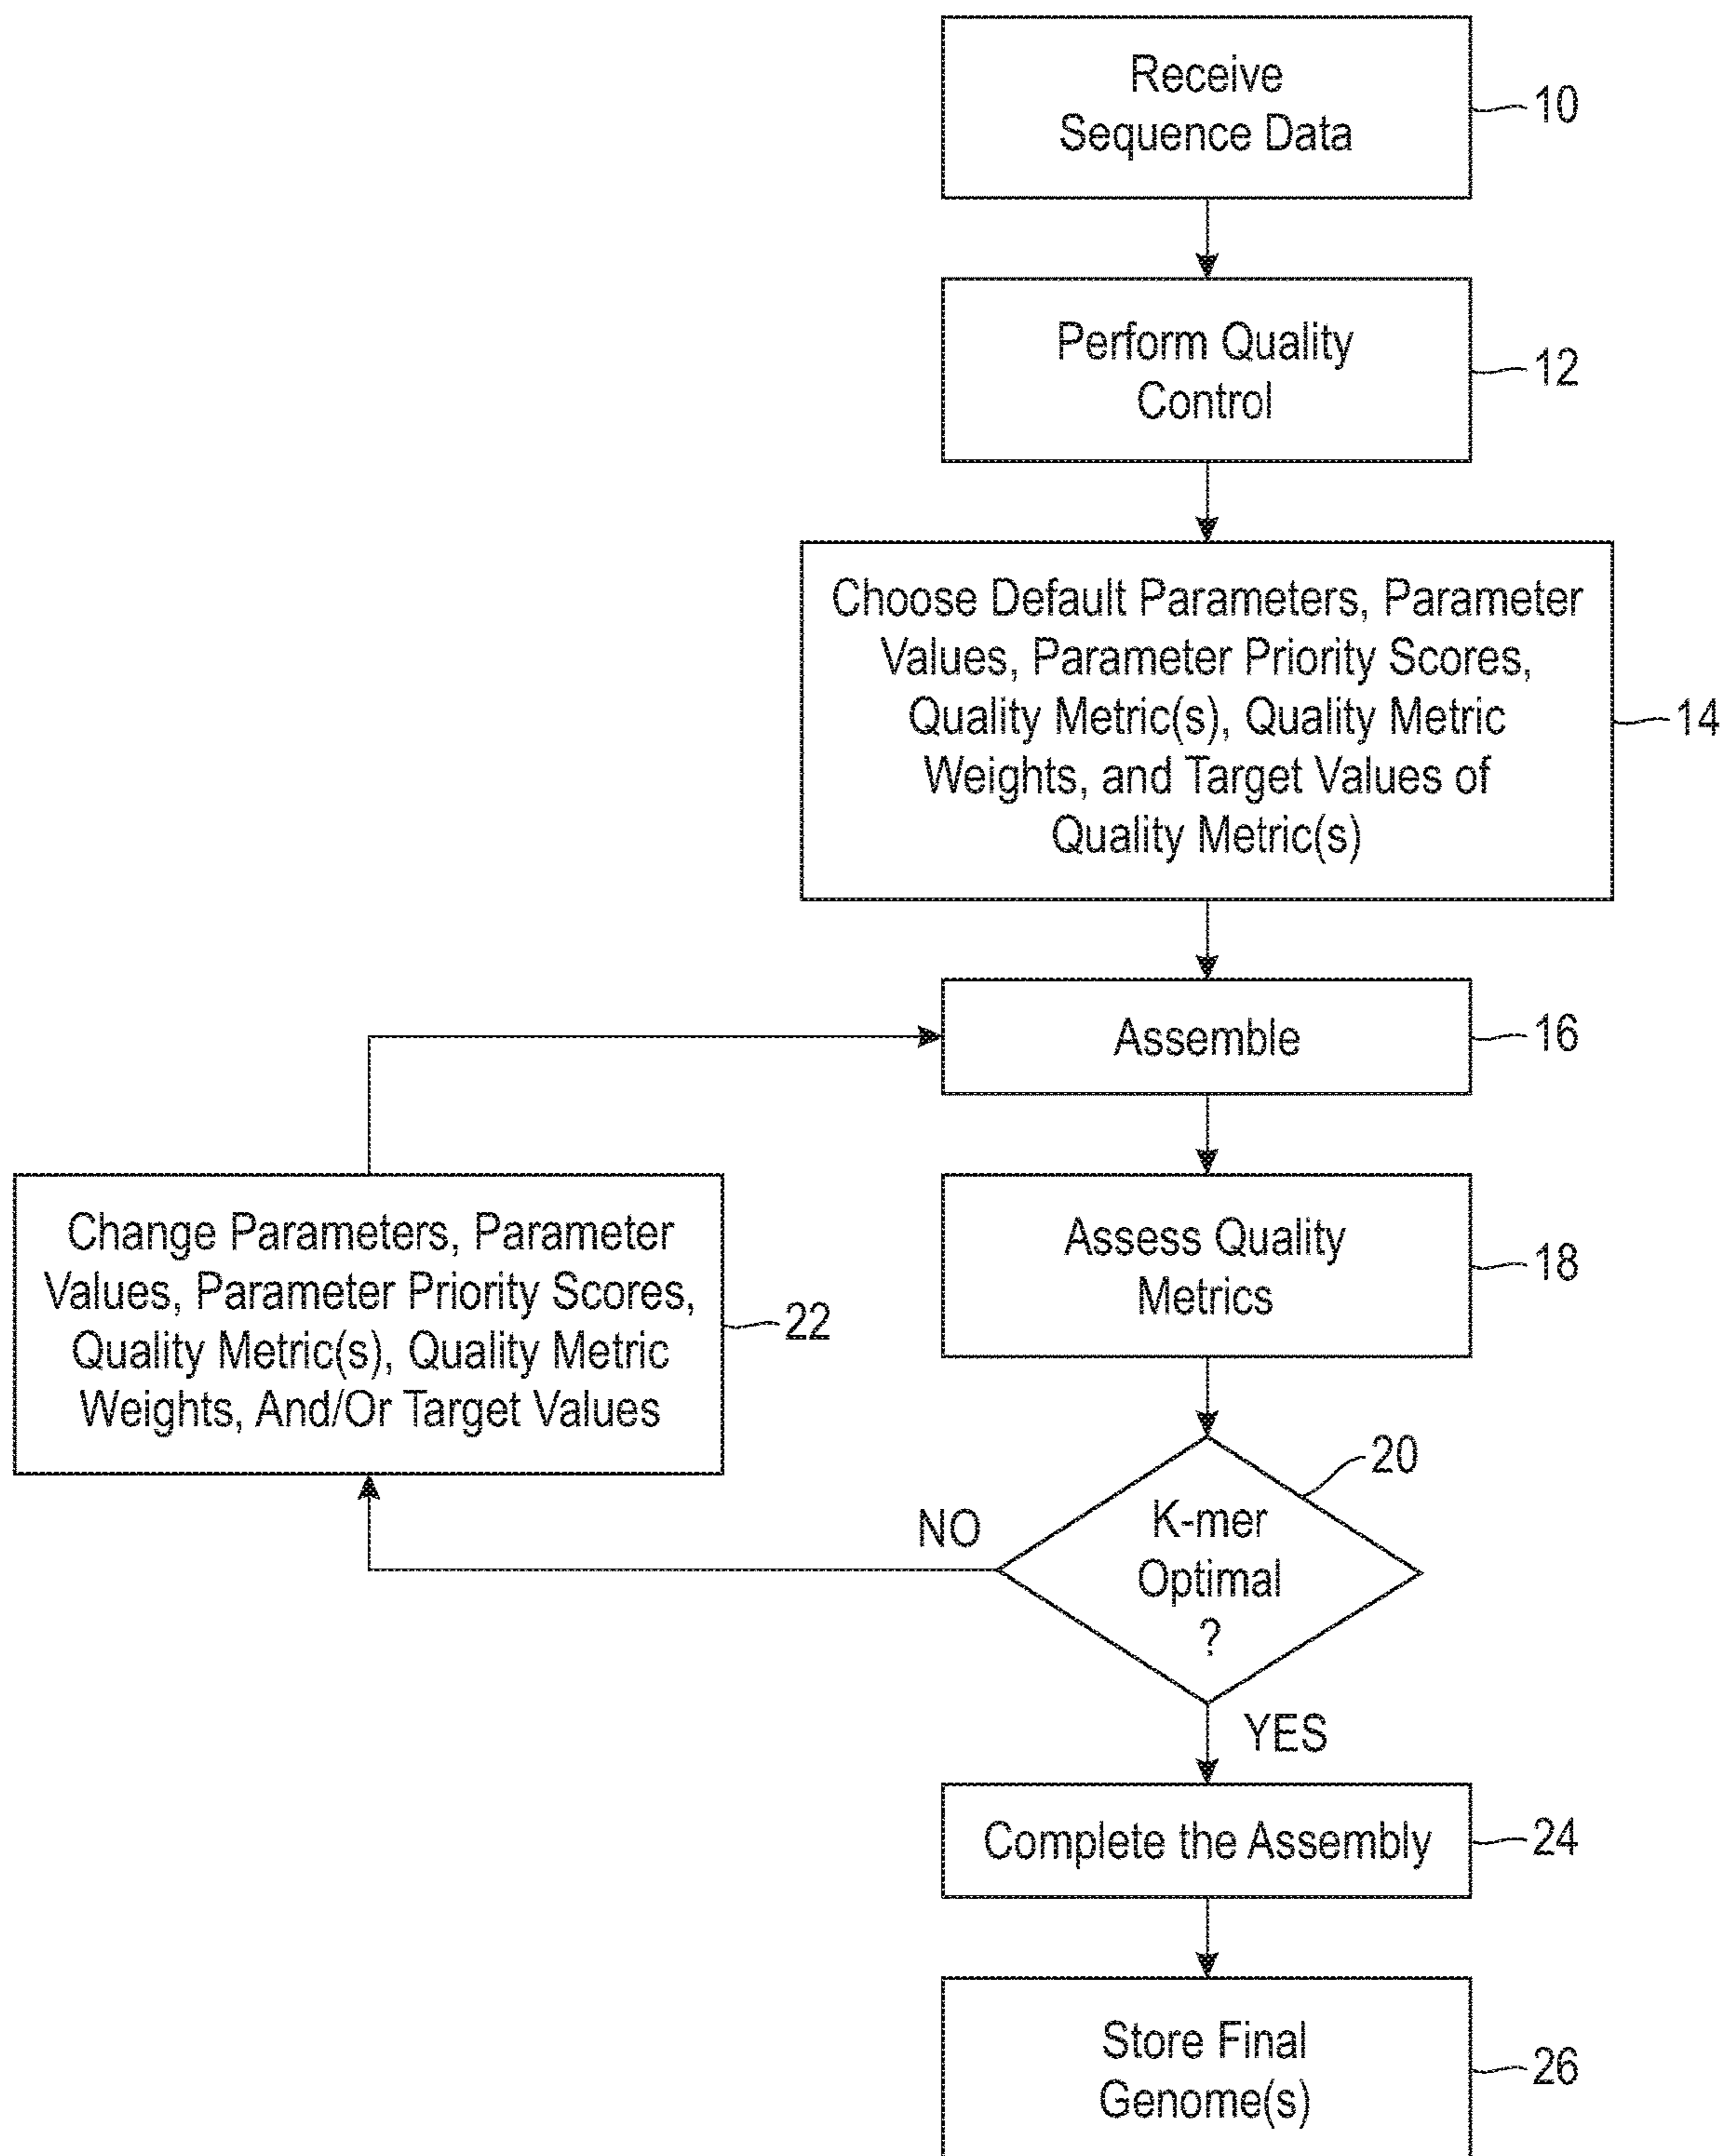 Receive
Sequence Data
10
Perform Quality
Control
12
Choose Default Parameters, Parameter
Values, Parameter Priority Scores,
Quality Metric(s), Quality Metric
Weights, and Target Values of
Quality Metric(s)
14
Assemble
16
Assess Quality
Metrics
18
Change Parameters, Parameter
Values, Parameter Priority Scores,
Quality Metric(s), Quality Metric
Weights, And/Or Target Values
22
20
K-mer
Optimal
?
NO
YES
Complete the Assembly
24
Store Final
Genome(s)
26